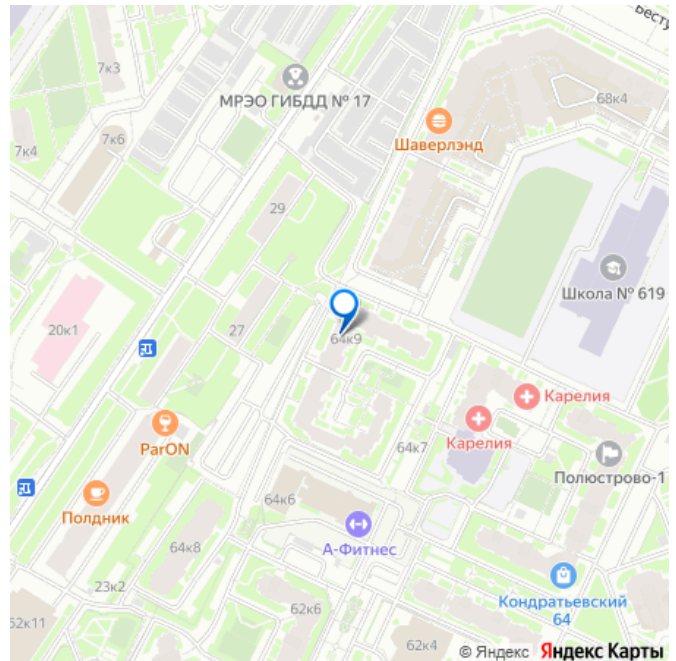 Бесту
7к3
МРЭО ГИБДД № 17
68к4
7к6
Шаверлэнд
7к4
29
Школа № 619
20к1
27
64к9
Карелия
Карелия
ParON
64к7
Полюстрово-1
64к6
Полдник
А-Фитнес
64к8
23к2
Кондратьевский
64
62к6
52к11
62к4
© Яндекс Яндекс Карты